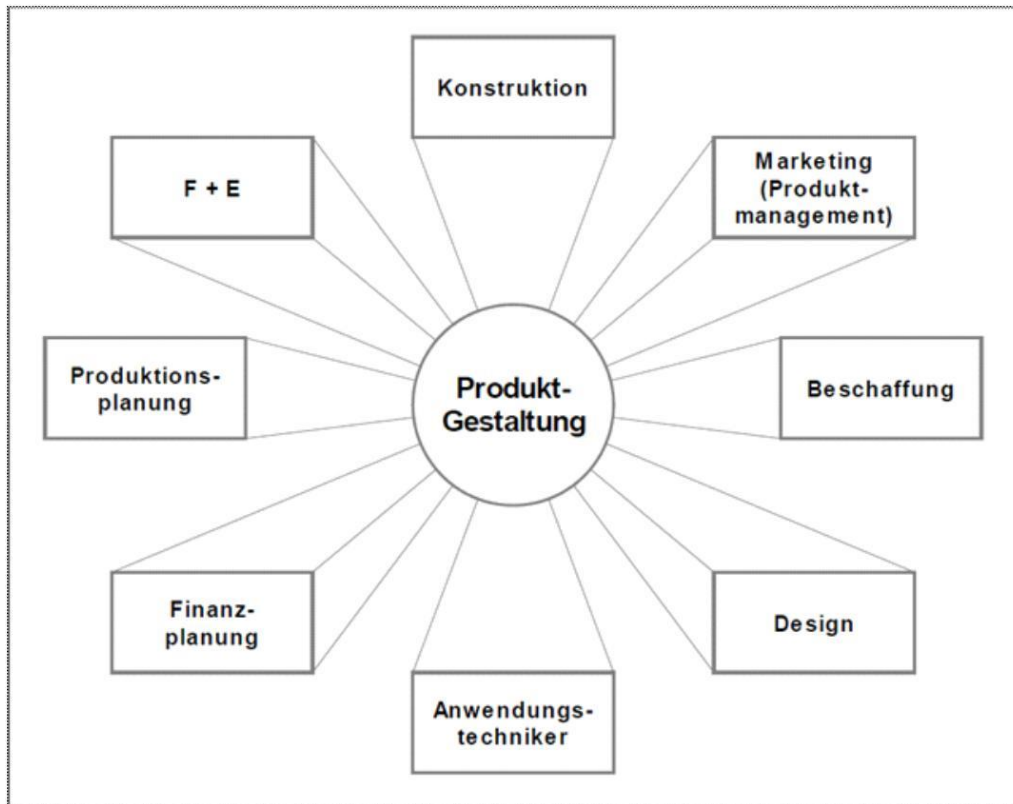 Konstruktion
F + E
Marketing
(Produkt-
management)
Produktions-
planung
Produkt-
Gestaltung
Beschaffung
Finanz-
planung
Design
Anwendungs-
techniker